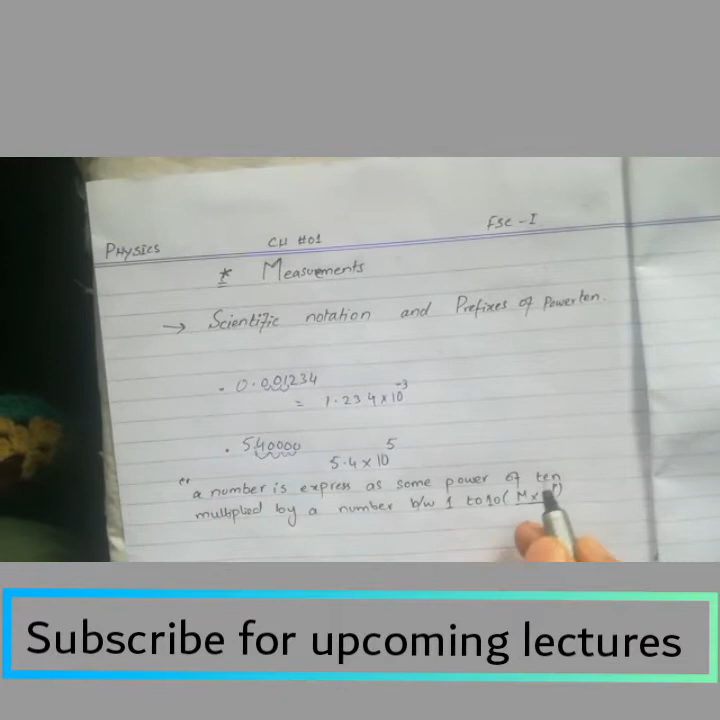 Physics CH #01 FSC - I
* Measurements
→ Scientific notation and Prefixes of Power ten.
. 0.001234
= 1.234 x 10⁻³
. 540000
5.4 x 10⁵
" a number is express as some power of ten
multiplied by a number b/w 1 to 10 ( M x
Subscribe for upcoming lectures